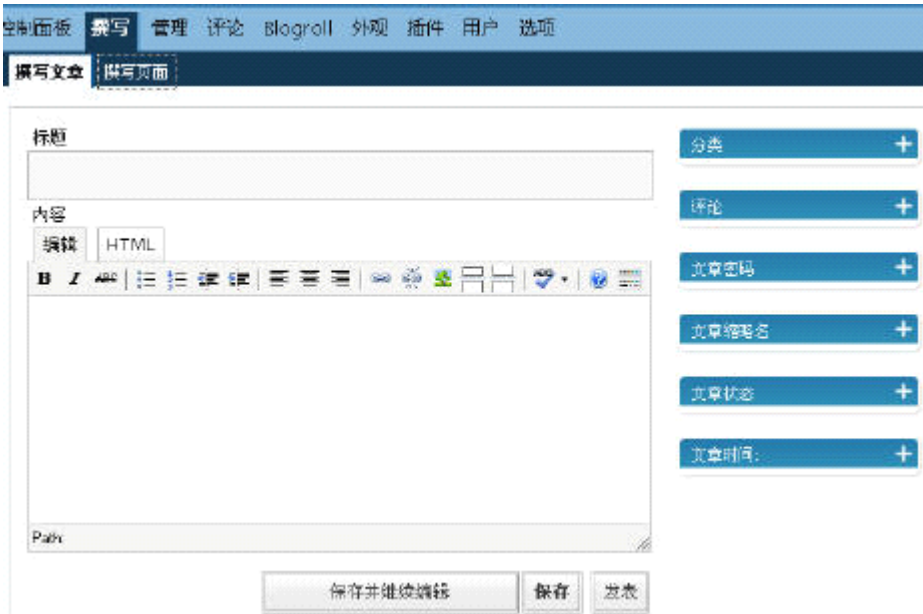 控制面板 撰写 管理 评论 Blogroll 外观 插件 用户 选项
撰写文章 撰写页面
标题
分类
评论
内容
编辑 HTML
B I ABC
文章密码
文章缩略名
文章状态
文章时间:
Path:
保存并继续编辑 保存 发表